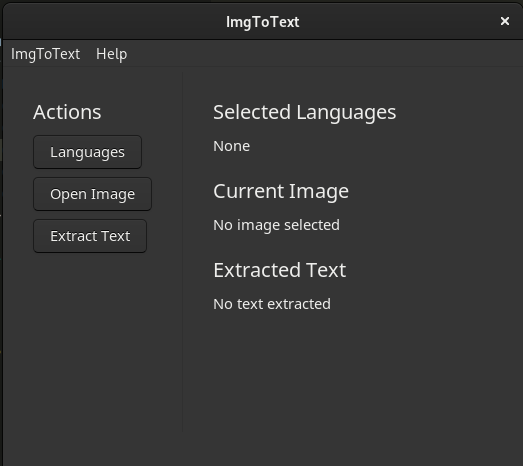 ImgToText
ImgToText Help
Actions
Languages
Open Image
Extract Text
Selected Languages
None
Current Image
No image selected
Extracted Text
No text extracted